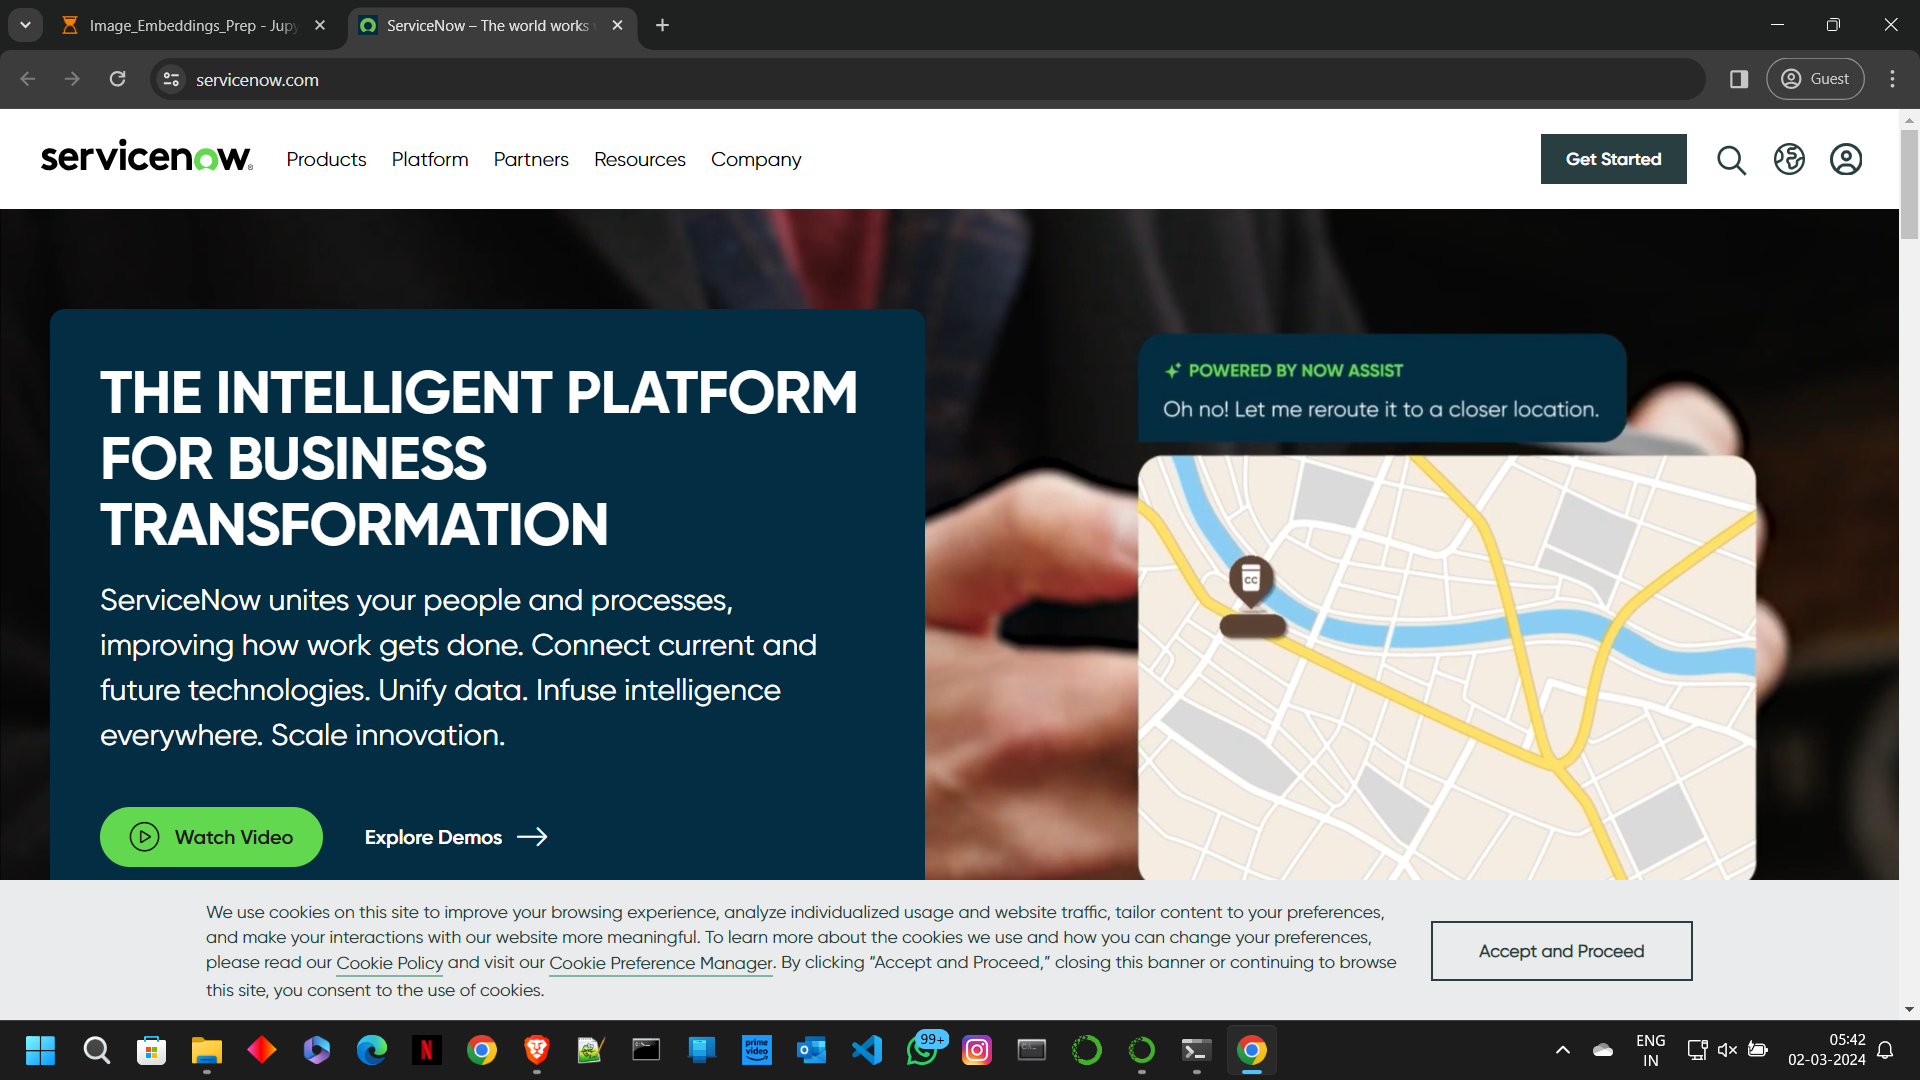 Image_Embeddings_Prep - Jupy
ServiceNow – The world works
servicenow.com
Guest
servicenow
Products
Platform
Partners
Resources
Company
Get Started
THE INTELLIGENT PLATFORM
FOR BUSINESS
TRANSFORMATION
ServiceNow unites your people and processes,
improving how work gets done. Connect current and
future technologies. Unify data. Infuse intelligence
everywhere. Scale innovation.
Watch Video
Explore Demos
POWERED BY NOW ASSIST
Oh no! Let me reroute it to a closer location.
CC
We use cookies on this site to improve your browsing experience, analyze individualized usage and website traffic, tailor content to your preferences,
and make your interactions with our website more meaningful. To learn more about the cookies we use and how you can change your preferences,
please read our Cookie Policy and visit our Cookie Preference Manager. By clicking “Accept and Proceed,” closing this banner or continuing to browse
this site, you consent to the use of cookies.
Accept and Proceed
N
prime
video
99+
ENG
IN
05:42
02-03-2024